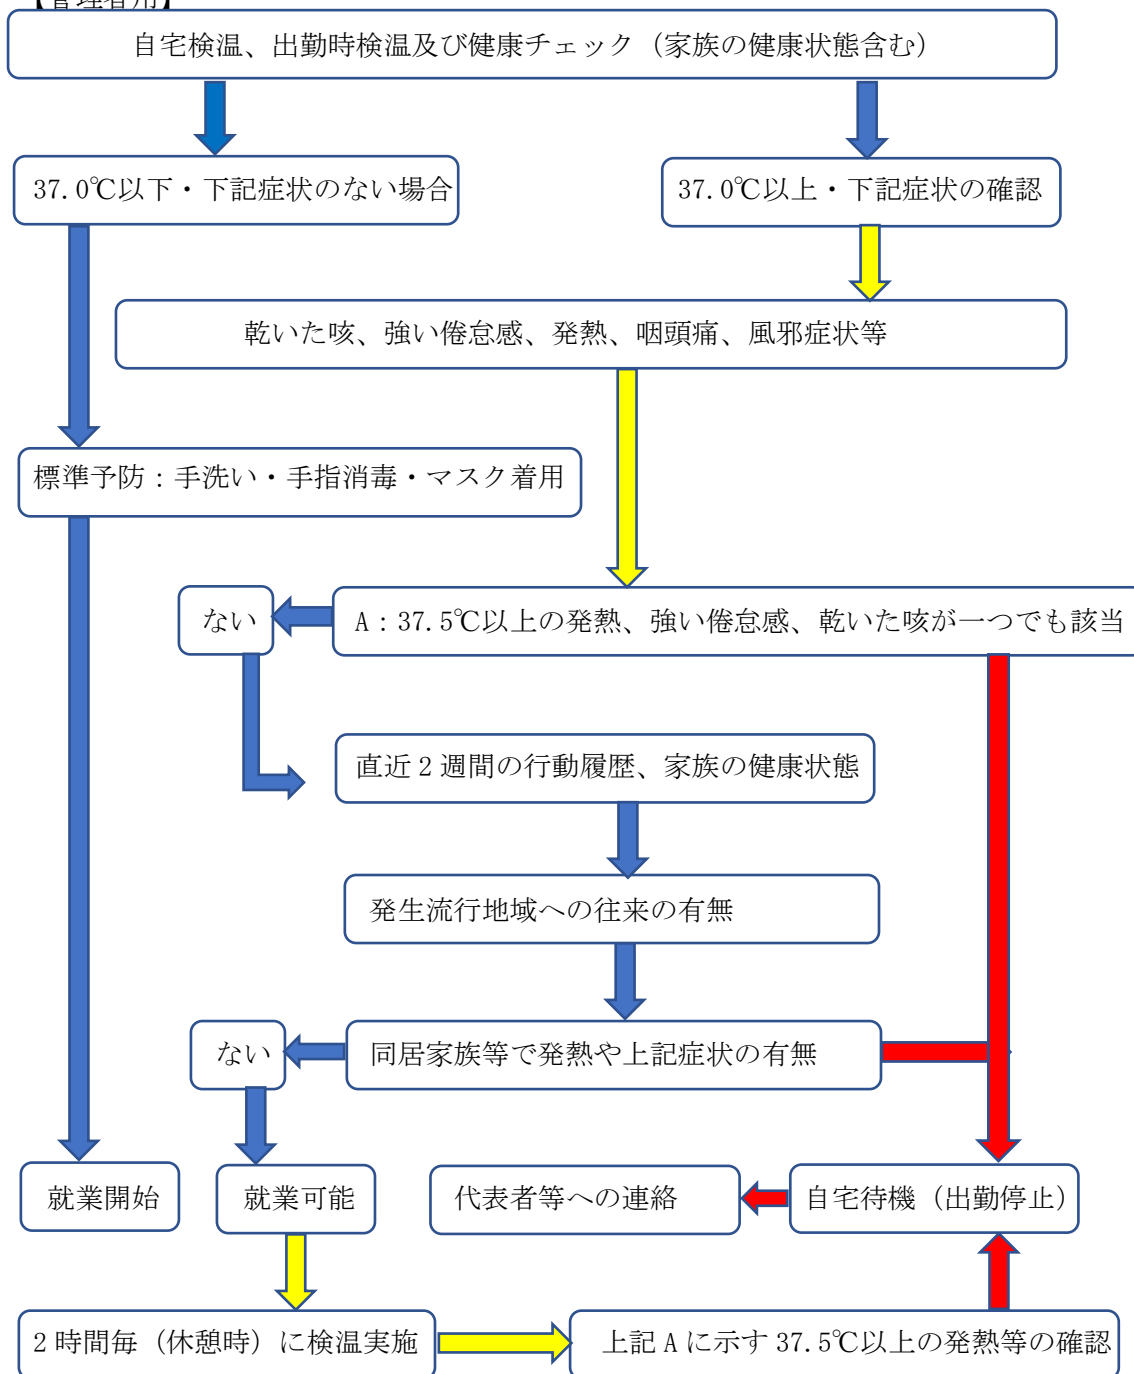 【管理者用】
自宅検温、出勤時検温及び健康チェック（家族の健康状態含む）
37.0℃以下・下記症状のない場合
37.0℃以上・下記症状の確認
乾いた咳、強い倦怠感、発熱、咽頭痛、風邪症状等
標準予防：手洗い・手指消毒・マスク着用
ない
A：37.5℃以上の発熱、強い倦怠感、乾いた咳が一つでも該当
直近2週間の行動履歴、家族の健康状態
発生流行地域への往来の有無
ない
同居家族等で発熱や上記症状の有無
就業開始
就業可能
代表者等への連絡
自宅待機（出勤停止）
2時間毎（休憩時）に検温実施
上記Aに示す37.5℃以上の発熱等の確認